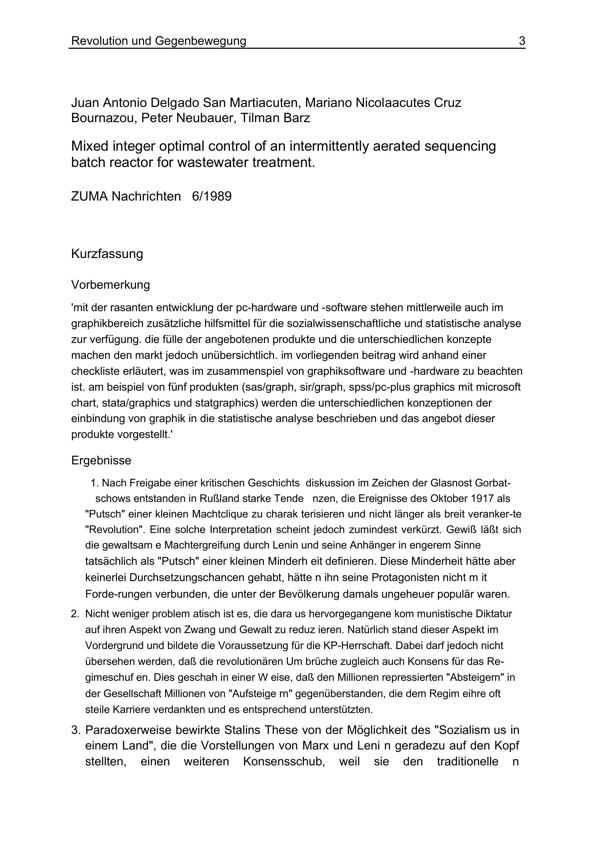 Revolution und Gegenbewegung 3
Juan Antonio Delgado San Martiacuten, Mariano Nicolaacutes Cruz
Bournazou, Peter Neubauer, Tilman Barz
Mixed integer optimal control of an intermittently aerated sequencing
batch reactor for wastewater treatment.
ZUMA Nachrichten 6/1989
Kurzfassung
Vorbemerkung
'mit der rasanten entwicklung der pc-hardware und -software stehen mittlerweile auch im
graphikbereich zusätzliche hilfsmittel für die sozialwissenschaftliche und statistische analyse
zur verfügung. die fülle der angebotenen produkte und die unterschiedlichen konzepte
machen den markt jedoch unübersichtlich. im vorliegenden beitrag wird anhand einer
checkliste erläutert, was im zusammenspiel von graphiksoftware und -hardware zu beachten
ist. am beispiel von fünf produkten (sas/graph, sir/graph, spss/pc-plus graphics mit microsoft
chart, stata/graphics und statgraphics) werden die unterschiedlichen konzeptionen der
einbindung von graphik in die statistische analyse beschrieben und das angebot dieser
produkte vorgestellt.'
Ergebnisse
1. Nach Freigabe einer kritischen Geschichts diskussion im Zeichen der Glasnost Gorbat-
schows entstanden in Rußland starke Tende nzen, die Ereignisse des Oktober 1917 als
"Putsch" einer kleinen Machtclique zu charak terisieren und nicht länger als breit veranker-te
"Revolution". Eine solche Interpretation scheint jedoch zumindest verkürzt. Gewiß läßt sich
die gewaltsam e Machtergreifung durch Lenin und seine Anhänger in engerem Sinne
tatsächlich als "Putsch" einer kleinen Minderh eit definieren. Diese Minderheit hätte aber
keinerlei Durchsetzungschancen gehabt, hätte n ihn seine Protagonisten nicht m it
Forde-rungen verbunden, die unter der Bevölkerung damals ungeheuer populär waren.
2. Nicht weniger problem atisch ist es, die dara us hervorgegangene kom munistische Diktatur
auf ihren Aspekt von Zwang und Gewalt zu reduz ieren. Natürlich stand dieser Aspekt im
Vordergrund und bildete die Voraussetzung für die KP-Herrschaft. Dabei darf jedoch nicht
übersehen werden, daß die revolutionären Um brüche zugleich auch Konsens für das Re-
gimeschuf en. Dies geschah in einer W eise, daß den Millionen repressierten "Absteigern" in
der Gesellschaft Millionen von "Aufsteige rn" gegenüberstanden, die dem Regim eihre oft
steile Karriere verdankten und es entsprechend unterstützten.
3. Paradoxerweise bewirkte Stalins These von der Möglichkeit des "Sozialism us in
einem Land", die die Vorstellungen von Marx und Leni n geradezu auf den Kopf
stellten, einen weiteren Konsensschub, weil sie den traditionelle n